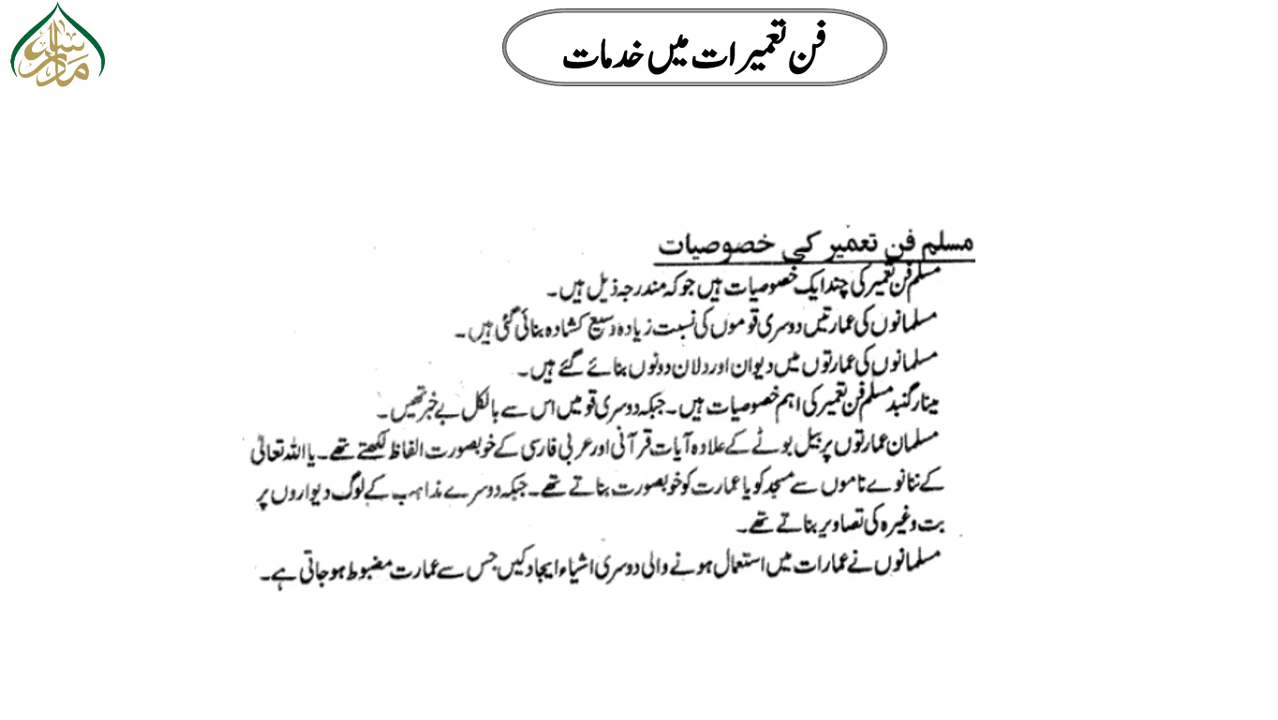 فن تعمیرات میں خدمات
مسلم فن تعمیر کی خصوصیات
مسلم فن تعمیر کی چند ایک خصوصیات ہیں جو کہ مندرجہ ذیل ہیں۔
مسلمانوں کی عمارتیں دوسری قوموں کی نسبت زیادہ وسیع کشادہ بنائی گئی ہیں۔
مسلمانوں کی عمارتوں میں دیوان اور دلان دونوں بنائے گئے ہیں۔
مینار گنبد مسلم فن تعمیر کی اہم خصوصیات ہیں۔ جبکہ دوسری قومیں اس سے بالکل بے خبر تھیں۔
مسلمان عمارتوں پر بیل بوٹے کے علاوہ آیات قرآنی اور عربی فارسی کے خوبصورت الفاظ لکھتے تھے۔ یا اللہ تعالیٰ
کے ننانوے ناموں سے مسجد کو یا عمارت کو خوبصورت بناتے تھے۔ جبکہ دوسرے مذاہب کے لوگ دیواروں پر
بت وغیرہ کی تصاویر بناتے تھے۔
مسلمانوں نے عمارات میں استعمال ہونے والی دوسری اشیاء ایجاد کیں جس سے عمارت مضبوط ہو جاتی ہے۔